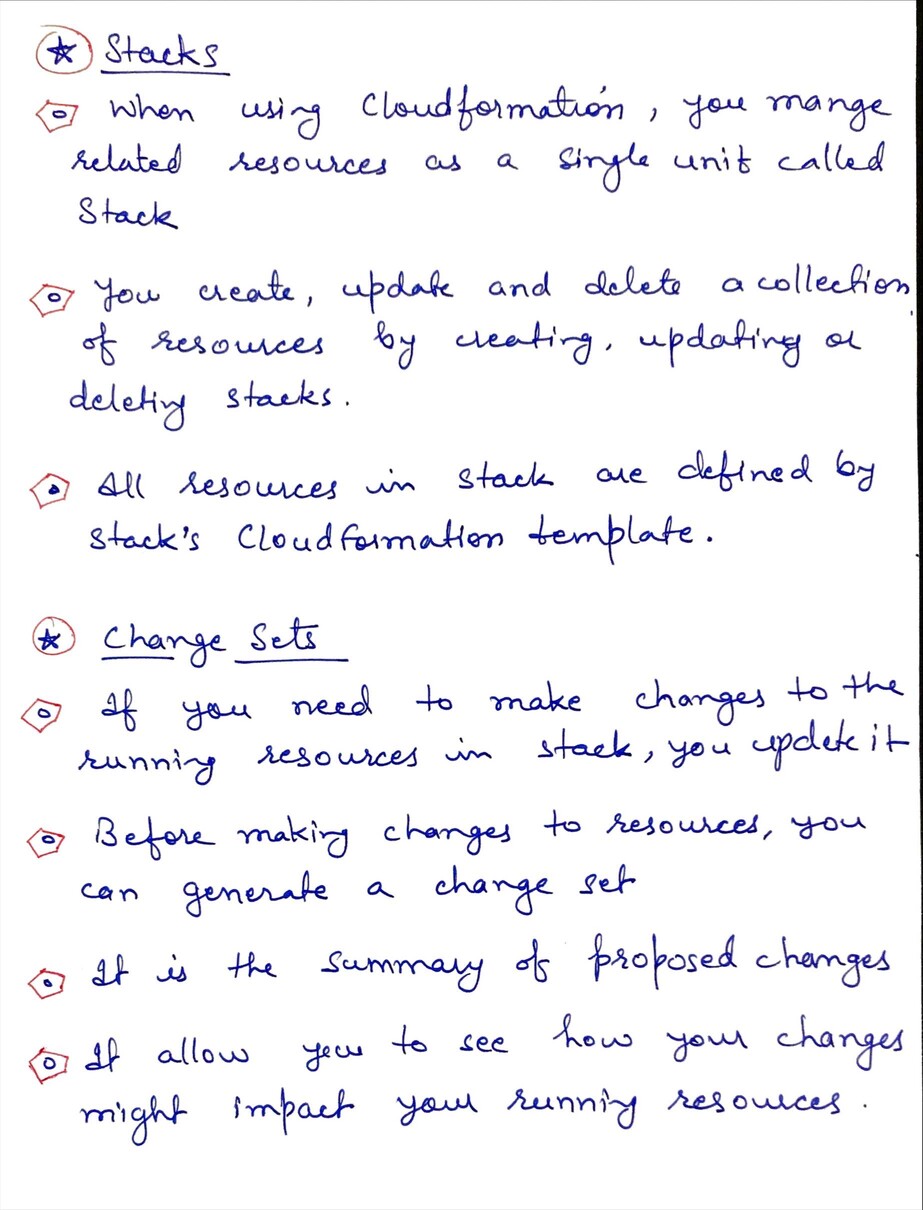 Stacks
When using Cloudformation, you mange
related resources as a single unit called
Stack
You create, update and delete a collection
of resources by creating, updating or
deleting stacks.
All resources in stack are defined by
stack's Cloudformation template.
Change Sets
If you need to make changes to the
running resources in stack, you update it
Before making changes to resources, you
can generate a change set
It is the summary of proposed changes
It allow you to see how your changes
might impact your running resources.